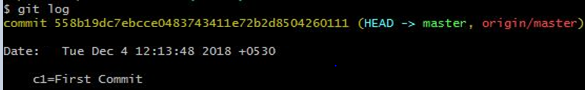 $ git log
commit 558b19dc7ebcce0483743411e72b2d8504260111 (HEAD -> master, origin/master)
Date:   Tue Dec 4 12:13:48 2018 +0530
c1=First Commit